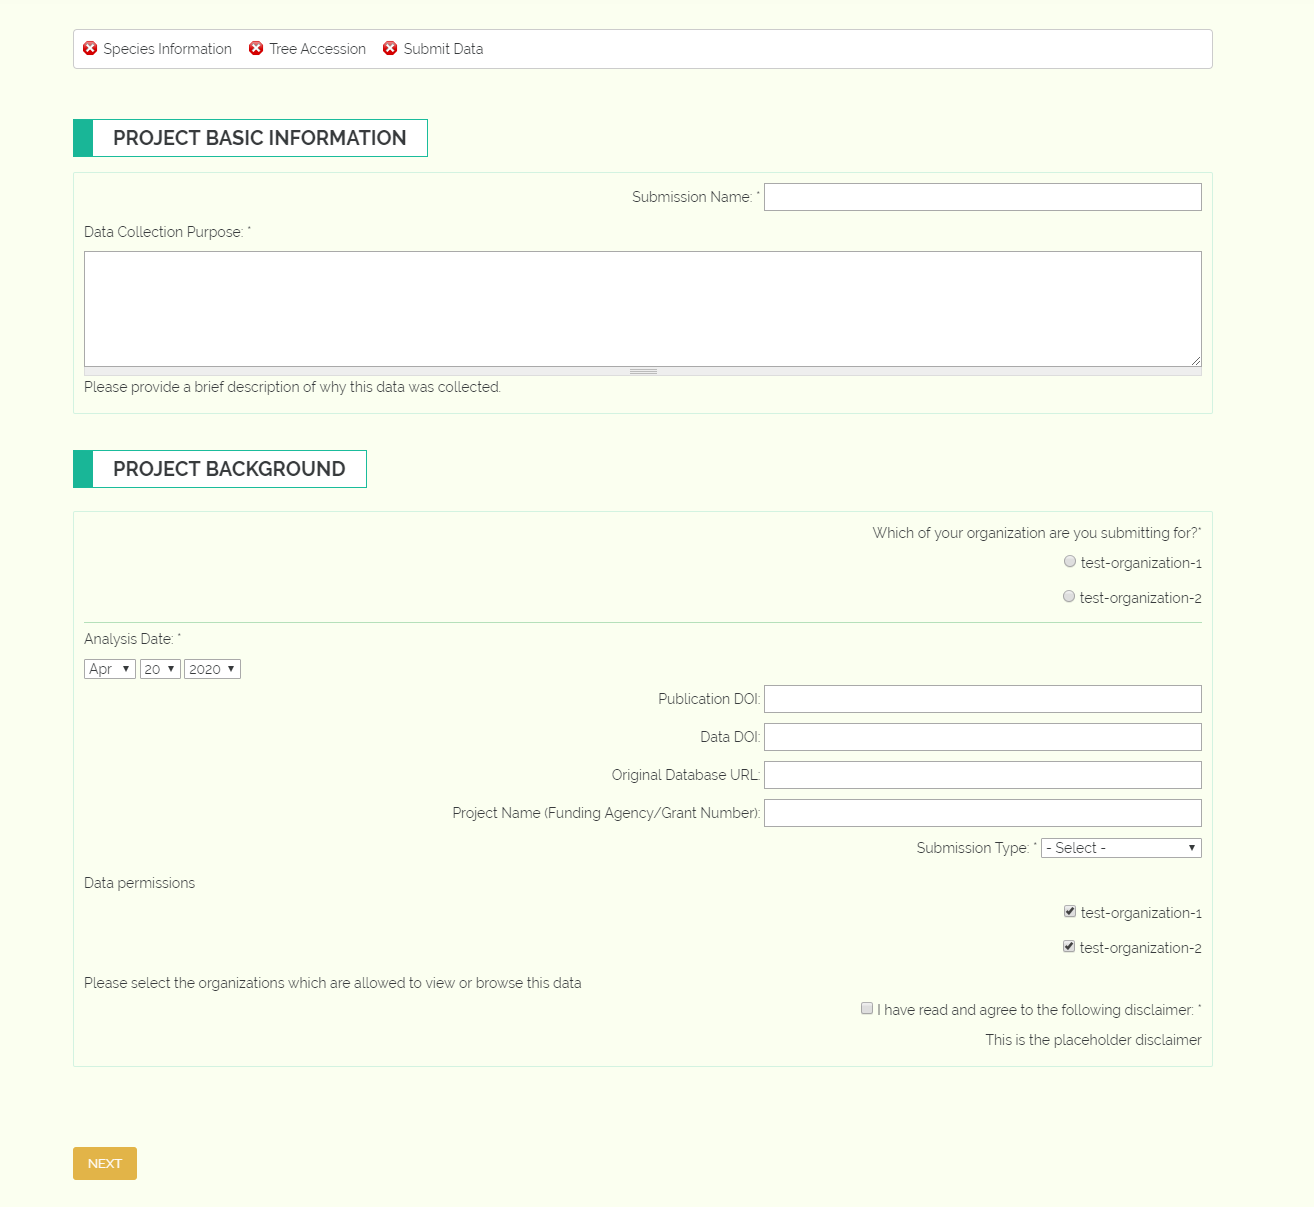 Species Information Tree Accession Submit Data
PROJECT BASIC INFORMATION
Submission Name: *
Data Collection Purpose: *
Please provide a brief description of why this data was collected.
PROJECT BACKGROUND
Which of your organization are you submitting for?*
test-organization-1
test-organization-2
Analysis Date: *
Apr 20 2020
Publication DOI:
Data DOI:
Original Database URL:
Project Name (Funding Agency/Grant Number):
Submission Type: * - Select -
Data permissions
test-organization-1
test-organization-2
Please select the organizations which are allowed to view or browse this data
I have read and agree to the following disclaimer: *
This is the placeholder disclaimer
NEXT